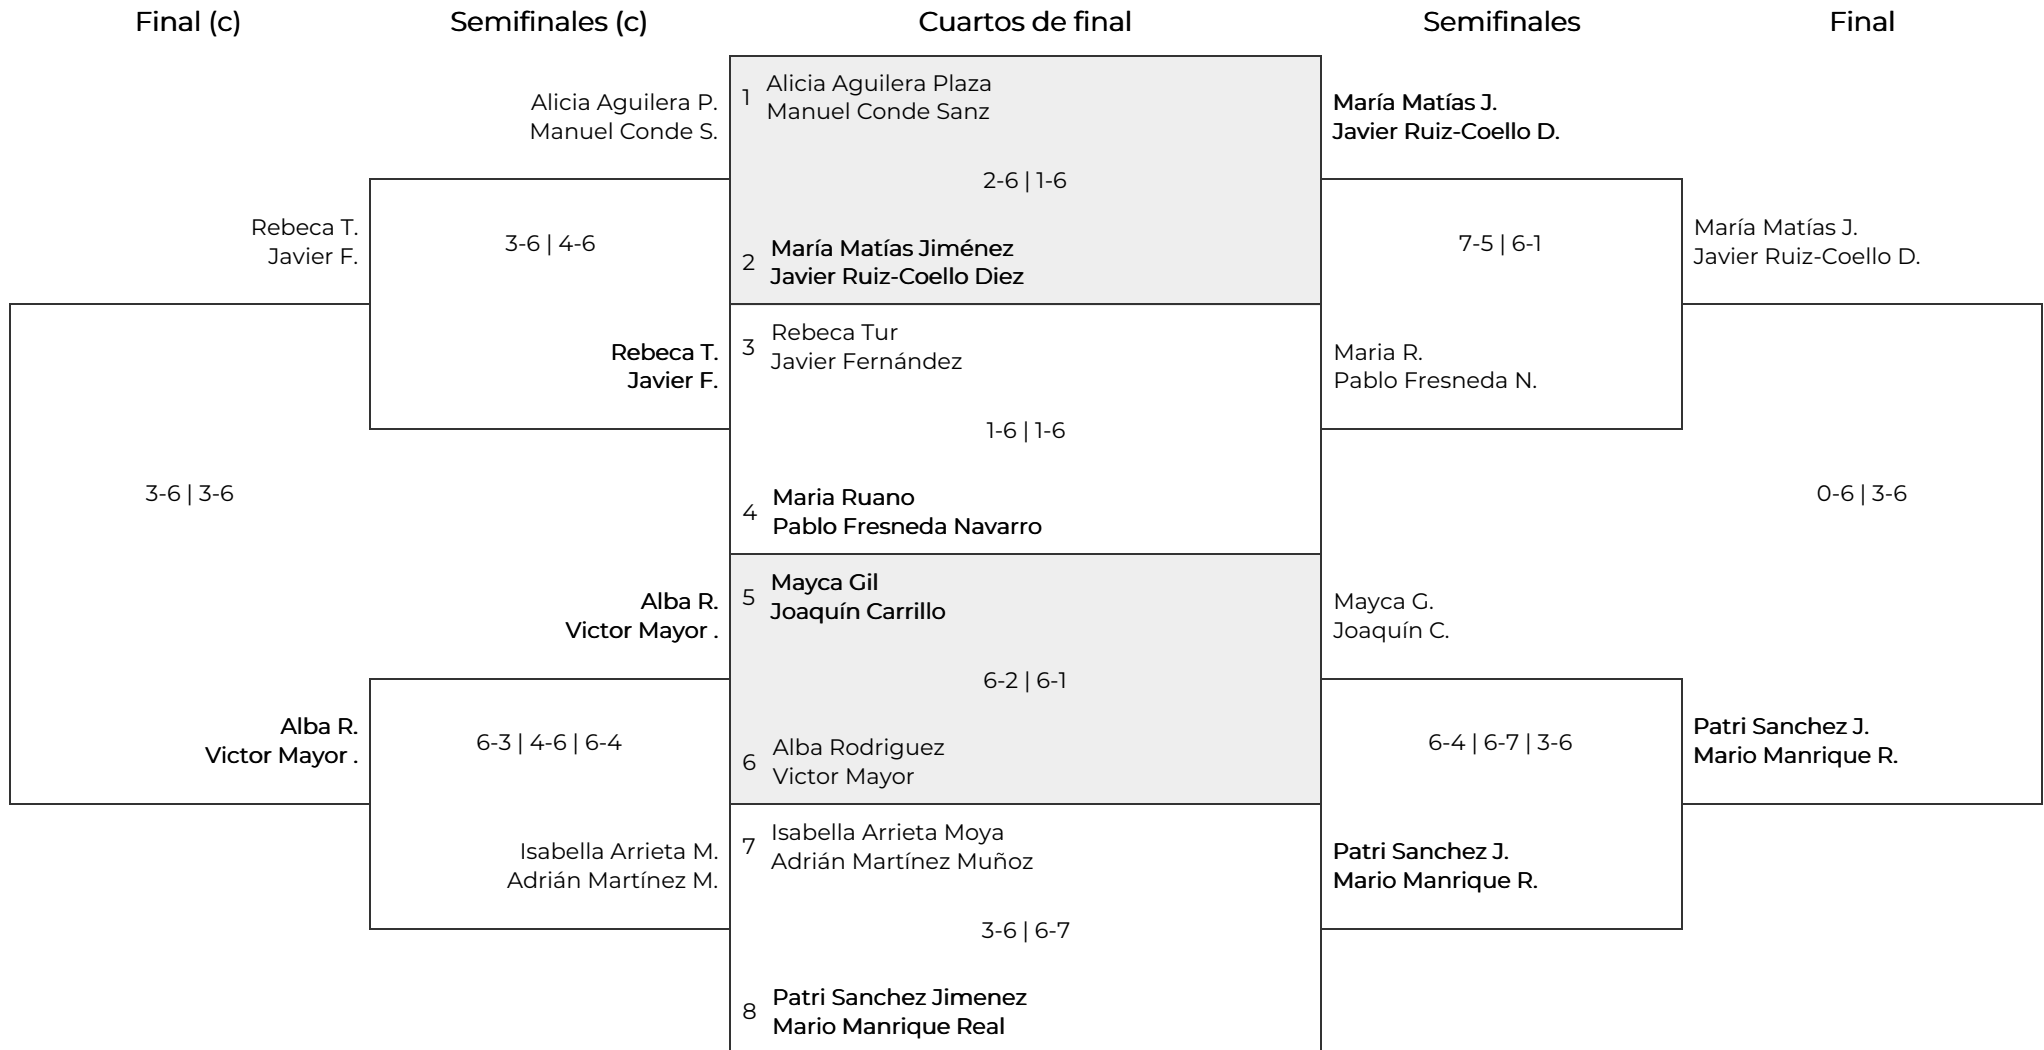 Final (c)
Semifinales (c)
Cuartos de final
Semifinales
Final
Rebeca T.
Javier F.
3-6 | 3-6
Alba R.
Victor Mayor .
Alicia Aguilera P.
Manuel Conde S.
3-6 | 4-6
Rebeca T.
Javier F.
Alba R.
Victor Mayor .
6-3 | 4-6 | 6-4
Isabella Arrieta M.
Adrián Martínez M.
1
Alicia Aguilera Plaza
Manuel Conde Sanz
2-6 | 1-6
2
María Matías Jiménez
Javier Ruiz-Coello Diez
3
Rebeca Tur
Javier Fernández
1-6 | 1-6
4
Maria Ruano
Pablo Fresneda Navarro
5
Mayca Gil
Joaquín Carrillo
6-2 | 6-1
6
Alba Rodriguez
Victor Mayor
7
Isabella Arrieta Moya
Adrián Martínez Muñoz
3-6 | 6-7
8
Patri Sanchez Jimenez
Mario Manrique Real
María Matías J.
Javier Ruiz-Coello D.
7-5 | 6-1
Maria R.
Pablo Fresneda N.
Mayca G.
Joaquín C.
6-4 | 6-7 | 3-6
Patri Sanchez J.
Mario Manrique R.
María Matías J.
Javier Ruiz-Coello D.
0-6 | 3-6
Patri Sanchez J.
Mario Manrique R.